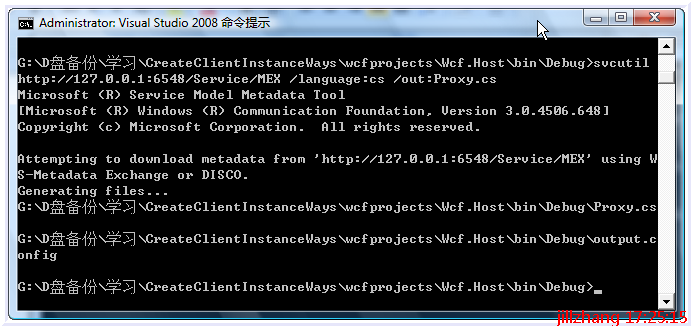 Administrator: Visual Studio 2008 命令提示
G:\D盘备份\学习\CreateClientInstanceWays\wcfprojects\Wcf.Host\bin\Debug>svcutil
http://127.0.0.1:6548/Service/MEX /language:cs /out:Proxy.cs
Microsoft (R) Service Model Metadata Tool
[Microsoft (R) Windows (R) Communication Foundation, Version 3.0.4506.648]
Copyright (c) Microsoft Corporation.  All rights reserved.
Attempting to download metadata from 'http://127.0.0.1:6548/Service/MEX' using W
S-Metadata Exchange or DISCO.
Generating files...
G:\D盘备份\学习\CreateClientInstanceWays\wcfprojects\Wcf.Host\bin\Debug\Proxy.cs
G:\D盘备份\学习\CreateClientInstanceWays\wcfprojects\Wcf.Host\bin\Debug\output.c
onfig
G:\D盘备份\学习\CreateClientInstanceWays\wcfprojects\Wcf.Host\bin\Debug>_
jillzhang 17:25:15